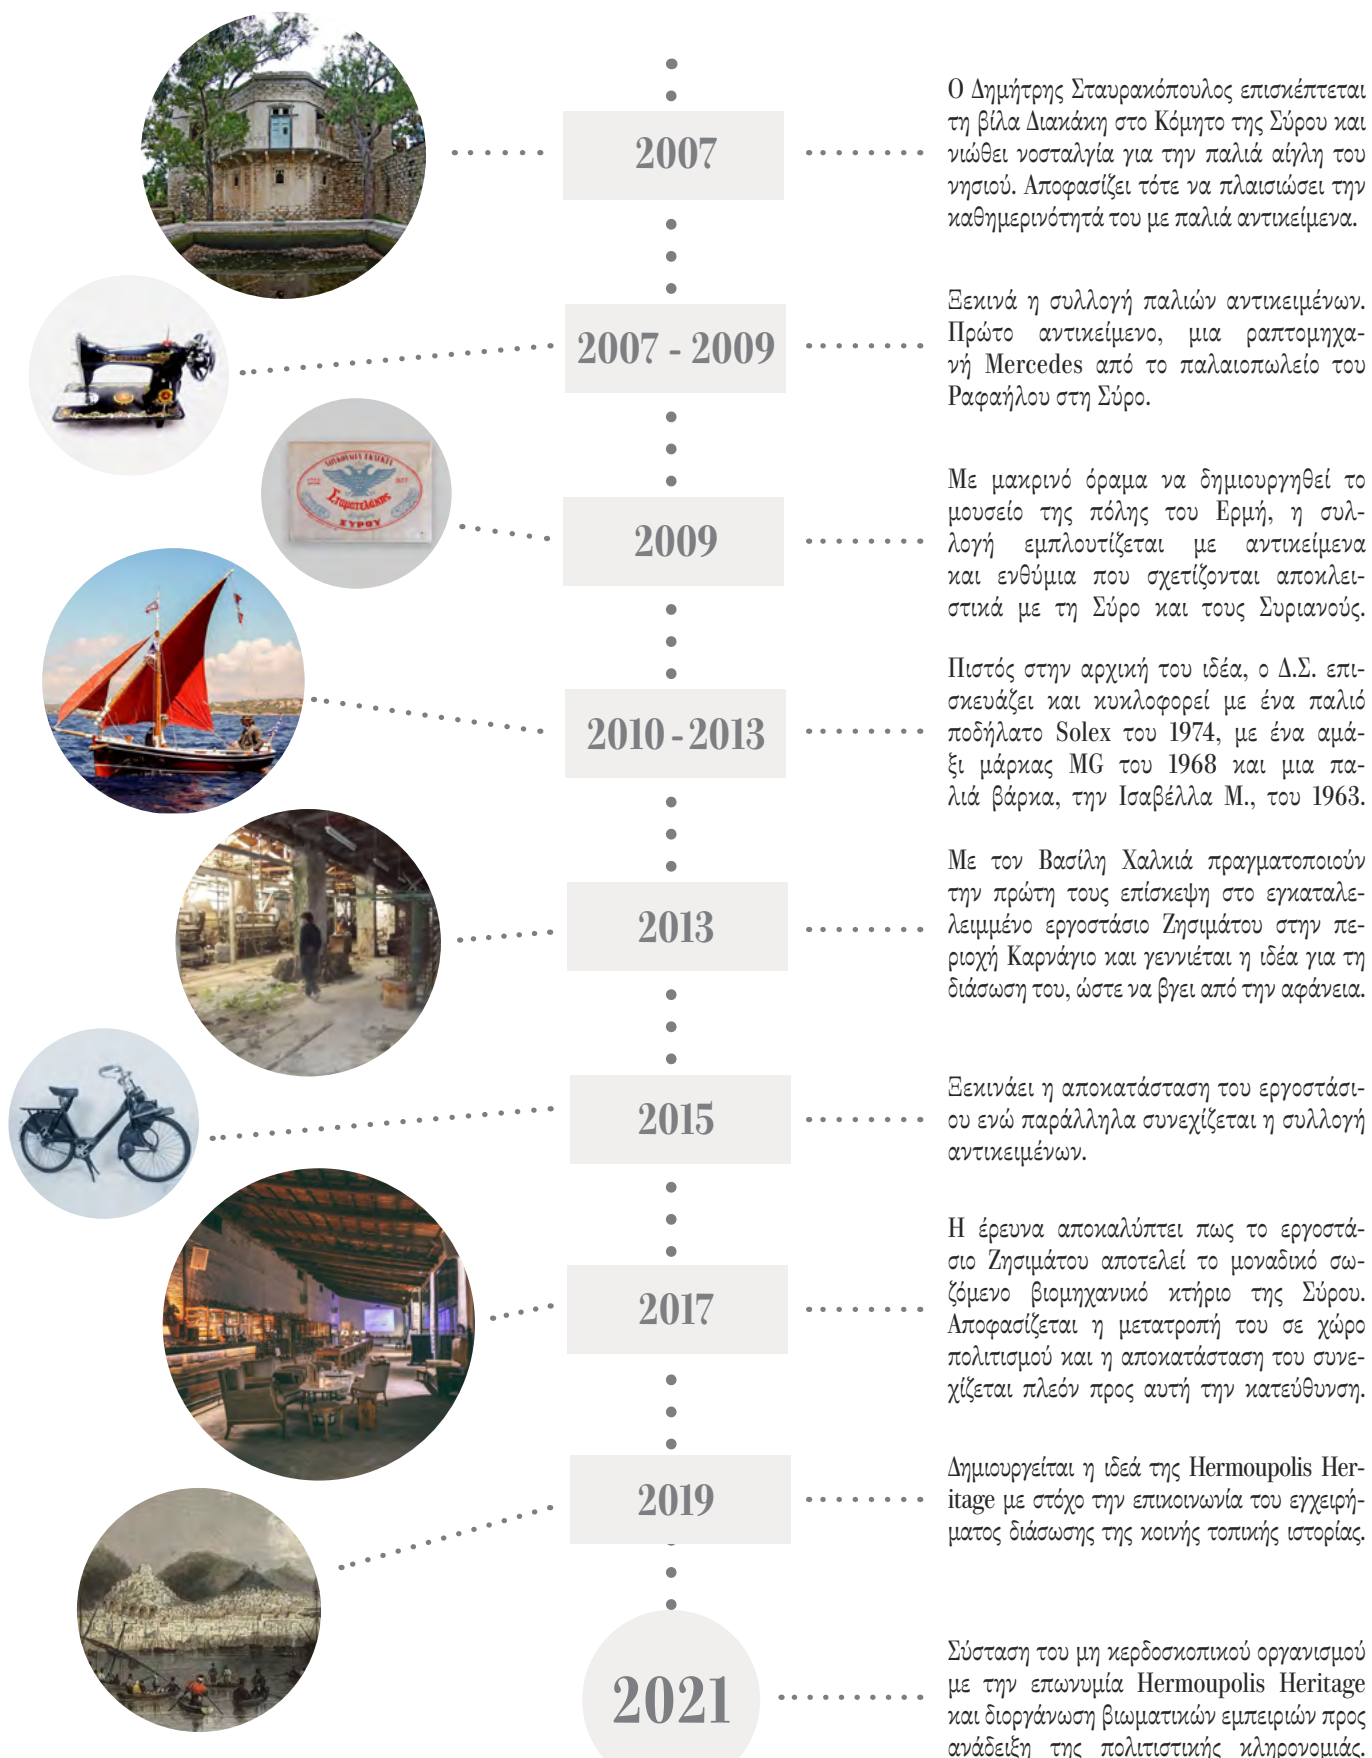 2007
Ο Δημήτρης Σταυρακόπουλος επισκέπτεται
τη βίλα Διακάκη στο Κόμητο της Σύρου και
νιώθει νοσταλγία για την παλιά αίγλη του
νησιού. Αποφασίζει τότε να πλαισιώσει την
καθημερινότητά του με παλιά αντικείμενα.
2007 - 2009
Ξεκινά η συλλογή παλιών αντικειμένων.
Πρώτο αντικείμενο, μια ραπτομηχα-
νή Mercedes από το παλαιοπωλείο του
Ραφαήλου στη Σύρο.
Σταματελάκης
ΣΥΡΟΥ
2009
Με μακρινό όραμα να δημιουργηθεί το
μουσείο της πόλης του Ερμή, η συλ-
λογή εμπλουτίζεται με αντικείμενα
και ενθύμια που σχετίζονται αποκλει-
στικά με τη Σύρο και τους Συριανούς.
2010 - 2013
Πιστός στην αρχική του ιδέα, ο Δ.Σ. επι-
σκευάζει και κυκλοφορεί με ένα παλιό
ποδήλατο Solex του 1974, με ένα αμά-
ξι μάρκας MG του 1968 και μια πα-
λιά βάρκα, την Ισαβέλλα Μ., του 1963.
2013
Με τον Βασίλη Χαλκιά πραγματοποιούν
την πρώτη τους επίσκεψη στο εγκαταλε-
λειμμένο εργοστάσιο Ζησιμάτου στην πε-
ριοχή Καρνάγιο και γεννιέται η ιδέα για τη
διάσωση του, ώστε να βγει από την αφάνεια.
2015
Ξεκινάει η αποκατάσταση του εργοστάσι-
ου ενώ παράλληλα συνεχίζεται η συλλογή
αντικειμένων.
2017
Η έρευνα αποκαλύπτει πως το εργοστά-
σιο Ζησιμάτου αποτελεί το μοναδικό σω-
ζόμενο βιομηχανικό κτήριο της Σύρου.
Αποφασίζεται η μετατροπή του σε χώρο
πολιτισμού και η αποκατάσταση του συνε-
χίζεται πλεόν προς αυτή την κατεύθυνση.
2019
Δημιουργείται η ιδεά της Hermoupolis Her-
itage με στόχο την επικοινωνία του εγχειρή-
ματος διάσωσης της κοινής τοπικής ιστορίας.
2021
Σύσταση του μη κερδοσκοπικού οργανισμού
με την επωνυμία Hermoupolis Heritage
και διοργάνωση βιωματικών εμπειριών προς
ανάδειξη της πολιτιστικής κληρονομιάς.